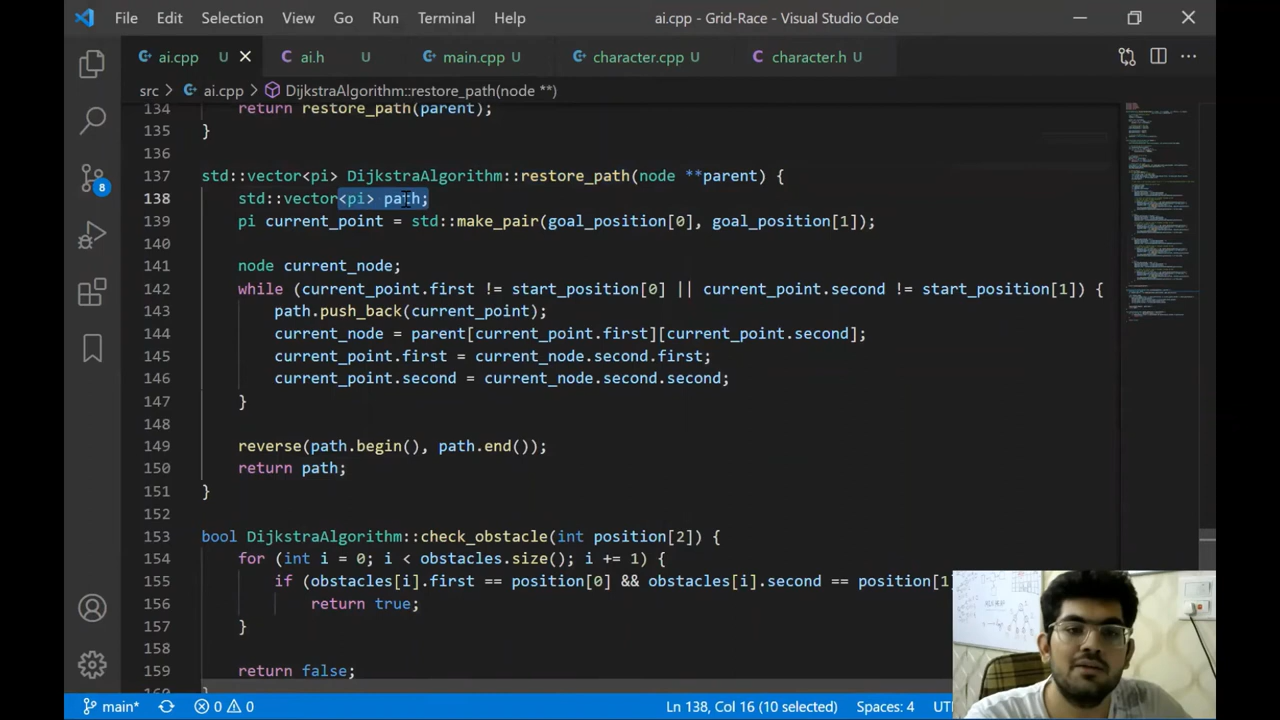 File Edit Selection View Go Run Terminal Help ai.cpp - Grid-Race - Visual Studio Code
ai.cpp U ai.h U main.cpp U character.cpp U character.h U
src > ai.cpp > DijkstraAlgorithm::restore_path(node **)
134 return restore_path(parent);
135 }
136
137 std::vector<pi> DijkstraAlgorithm::restore_path(node **parent) {
138 std::vector<pi> path;
139 pi current_point = std::make_pair(goal_position[0], goal_position[1]);
140
141 node current_node;
142 while (current_point.first != start_position[0] || current_point.second != start_position[1]) {
143 path.push_back(current_point);
144 current_node = parent[current_point.first][current_point.second];
145 current_point.first = current_node.second.first;
146 current_point.second = current_node.second.second;
147 }
148
149 reverse(path.begin(), path.end());
150 return path;
151 }
152
153 bool DijkstraAlgorithm::check_obstacle(int position[2]) {
154 for (int i = 0; i < obstacles.size(); i += 1) {
155 if (obstacles[i].first == position[0] && obstacles[i].second == position[1
156 return true;
157 }
158
159 return false;
160 }
8
main* 0 0 Ln 138, Col 16 (10 selected) Spaces: 4 UT